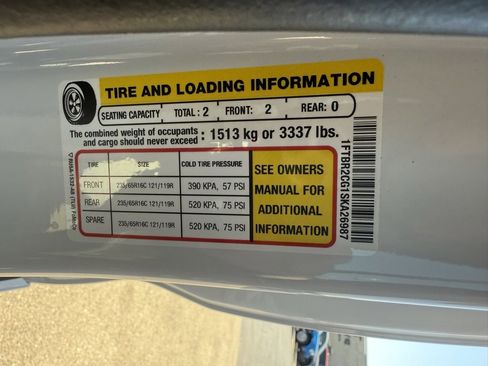 TIRE AND LOADING INFORMATION
SEATING CAPACITY TOTAL: 2 FRONT: 2 REAR: 0
The combined weight of occupants
and cargo should never exceed : 1513 kg or 3337 lbs.
TIRE SIZE COLD TIRE PRESSURE
FRONT 235/65R16C 121/119R 390 KPA, 57 PSI
REAR 235/65R16C 121/119R 520 KPA, 75 PSI
SPARE 235/65R16C 121/119R 520 KPA, 75 PSI
SEE OWNERS
MANUAL FOR
ADDITIONAL
INFORMATION
1FTBR2CG1SKA26987